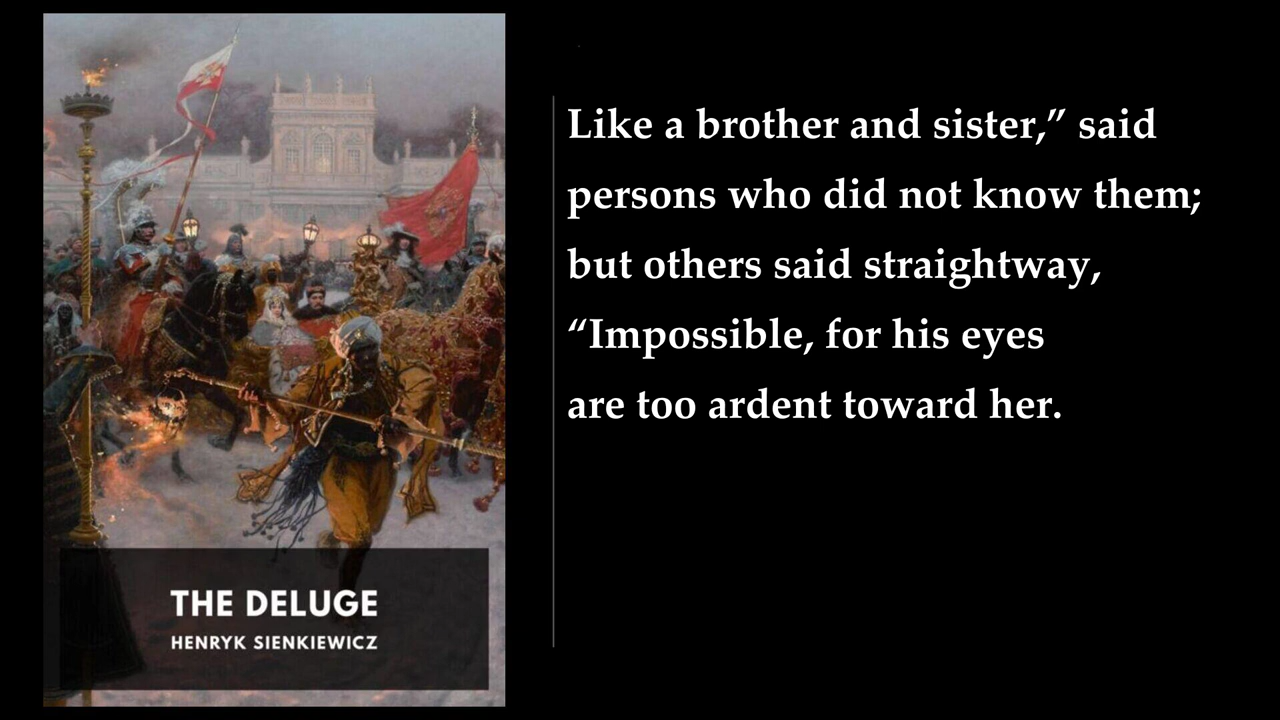 THE DELUGE
HENRYK SIENKIEWICZ
Like a brother and sister,” said
persons who did not know them;
but others said straightway,
“Impossible, for his eyes
are too ardent toward her.